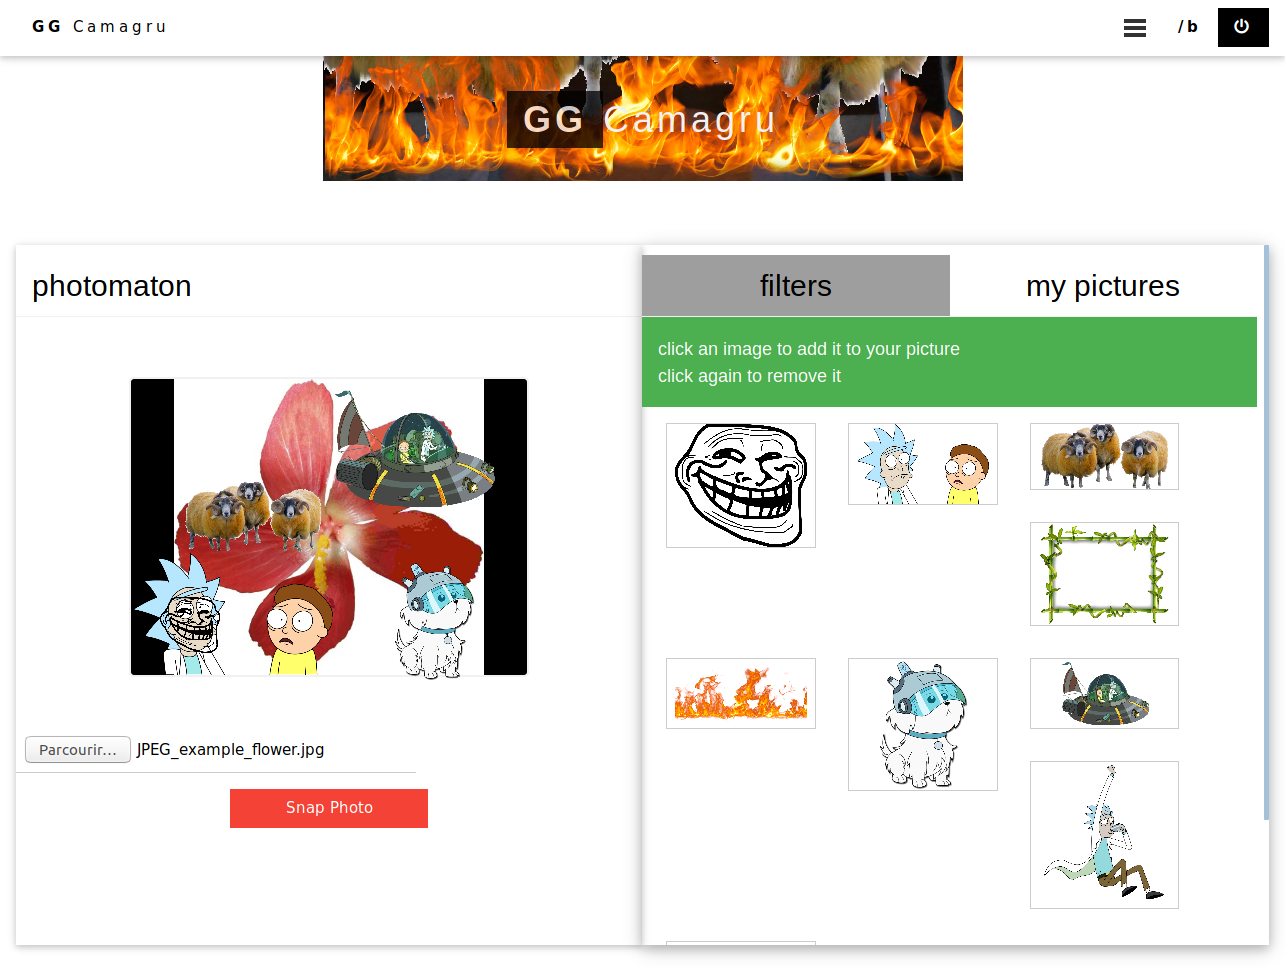 GG Camagru
/ b
GG Camagru
photomaton
filters
my pictures
click an image to add it to your picture
click again to remove it
Parcourir... JPEG_example_flower.jpg
Snap Photo